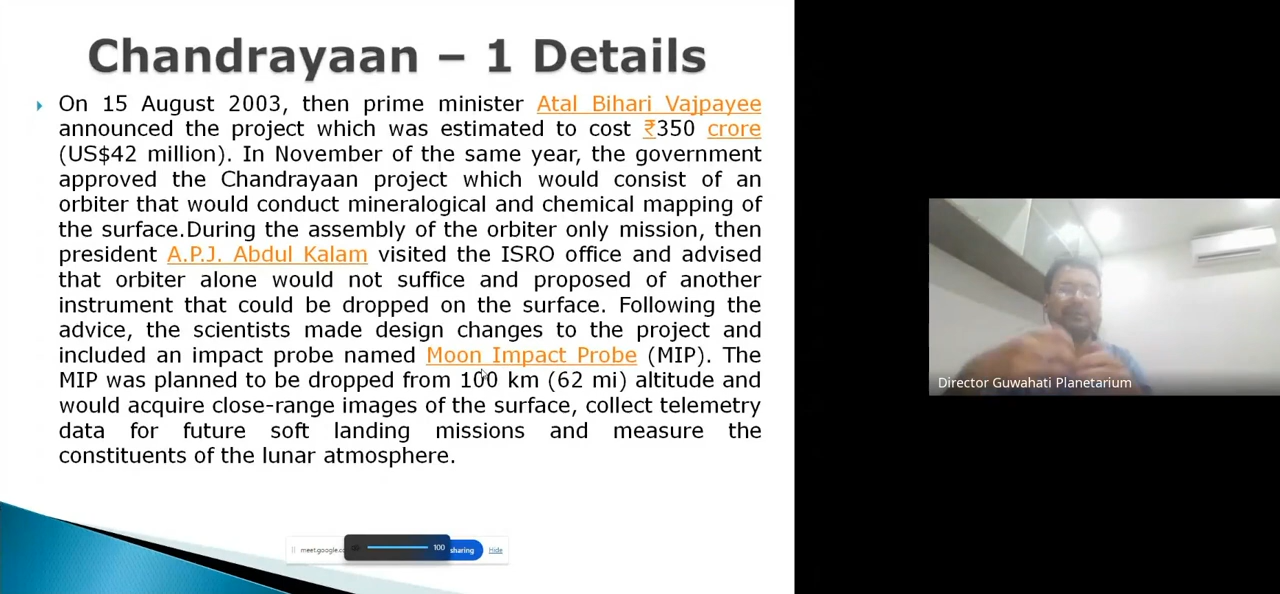 Chandrayaan – 1 Details
On 15 August 2003, then prime minister Atal Bihari Vajpayee
announced the project which was estimated to cost ₹350 crore
(US$42 million). In November of the same year, the government
approved the Chandrayaan project which would consist of an
orbiter that would conduct mineralogical and chemical mapping of
the surface.During the assembly of the orbiter only mission, then
president A.P.J. Abdul Kalam visited the ISRO office and advised
that orbiter alone would not suffice and proposed of another
instrument that could be dropped on the surface. Following the
advice, the scientists made design changes to the project and
included an impact probe named Moon Impact Probe (MIP). The
MIP was planned to be dropped from 100 km (62 mi) altitude and
would acquire close-range images of the surface, collect telemetry
data for future soft landing missions and measure the
constituents of the lunar atmosphere.
Director Guwahati Planetarium
100 sharing Hide